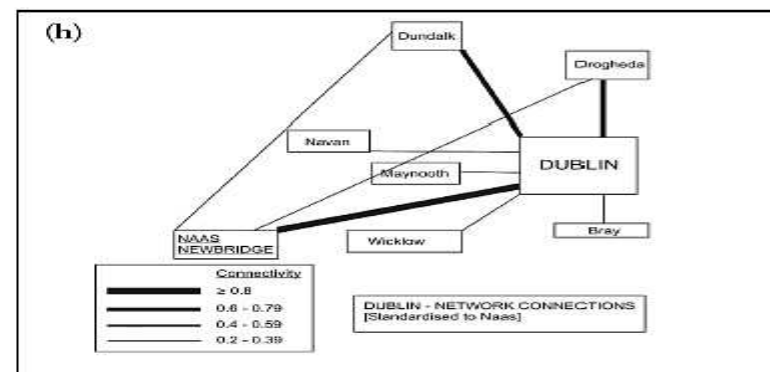 (h)
Dundalk
Drogheda
Navan
Maynooth
DUBLIN
NAAS
NEWBRIDGE
Wicklow
Bray
Connectivity
≥ 0.8
0.6 - 0.79
0.4 - 0.59
0.2 - 0.39
DUBLIN - NETWORK CONNECTIONS
[Standardised to Naas]